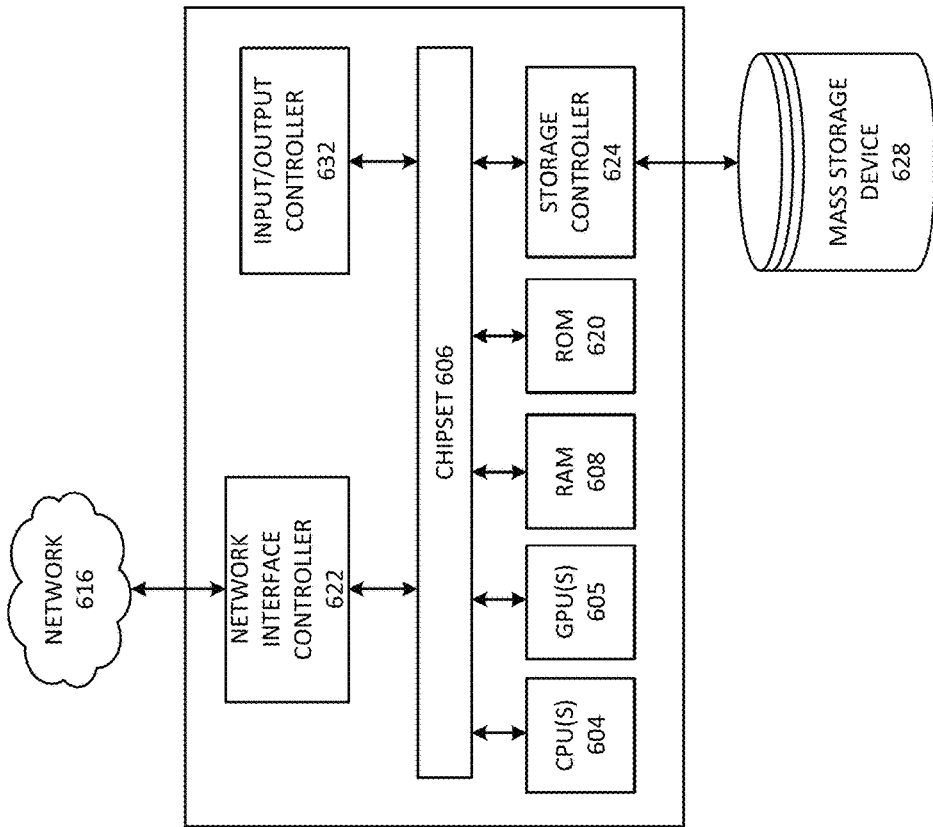 NETWORK
616
NETWORK
INTERFACE
CONTROLLER
622
INPUT/OUTPUT
CONTROLLER
632
CHIPSET 606
CPU(S)
604
GPU(S)
605
RAM
608
ROM
620
STORAGE
CONTROLLER
624
MASS STORAGE
DEVICE
628